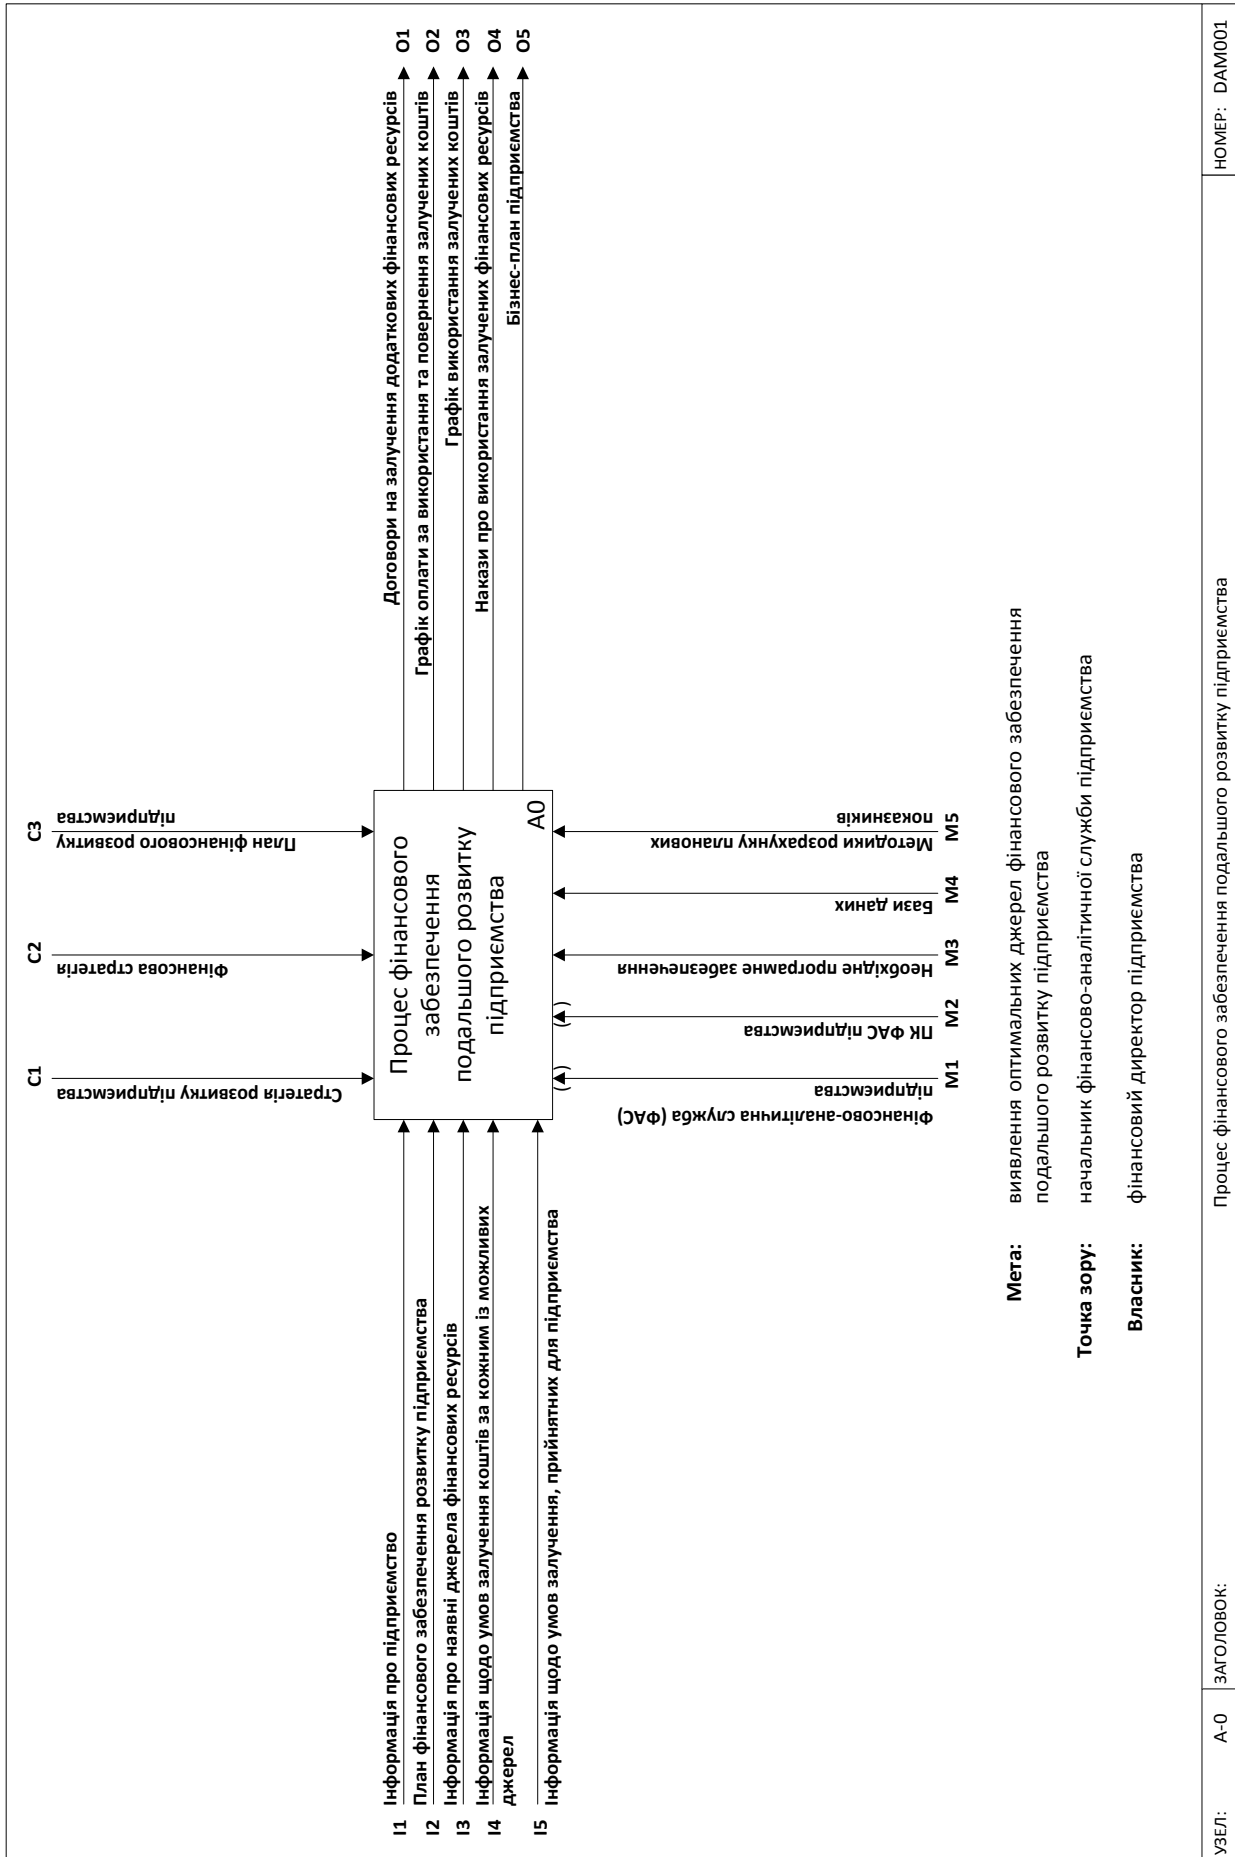 C1
C2
C3
Стратегія розвитку підприємства
Фінансова стратегія
План фінансового розвитку
підприємства
I1
Інформація про підприємство
I2
План фінансового забезпечення розвитку підприємства
I3
Інформація про наявні джерела фінансових ресурсів
I4
Інформація щодо умов залучення коштів за кожним із можливих
джерел
I5
Інформація щодо умов залучення, прийнятних для підприємства
Процес фінансового
забезпечення
подальшого розвитку
підприємства
A0
Договори на залучення додаткових фінансових ресурсів
O1
Графік оплати за використання та повернення залучених коштів
O2
Графік використання залучених коштів
O3
Накази про використання залучених фінансових ресурсів
O4
Бізнес-план підприємства
O5
Фінансово-аналітична служба (ФАС)
підприємства
ПК ФАС підприємства
Необхідне програмне забезпечення
Бази даних
Методики розрахунку планових
показників
M1
M2
M3
M4
M5
Мета: виявлення оптимальних джерел фінансового забезпечення
подальшого розвитку підприємства
Точка зору: начальник фінансово-аналітичної служби підприємства
Власник: фінансовий директор підприємства
УЗЕЛ: A-0
ЗАГОЛОВОК: Процес фінансового забезпечення подальшого розвитку підприємства
НОМЕР: DAM001